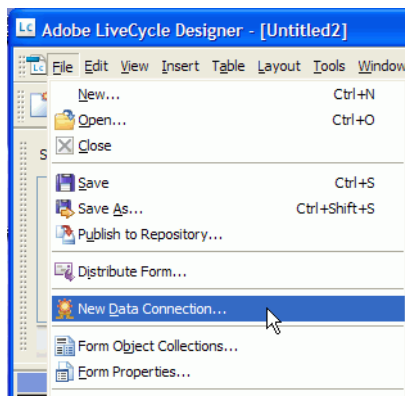 Lc Adobe LiveCycle Designer - [Untitled2]
File Edit View Insert Table Layout Tools Window
New... Ctrl+N
Open... Ctrl+O
Close
S
Save Ctrl+S
Save As... Ctrl+Shift+S
Publish to Repository...
Distribute Form...
New Data Connection...
Form Object Collections...
Form Properties...